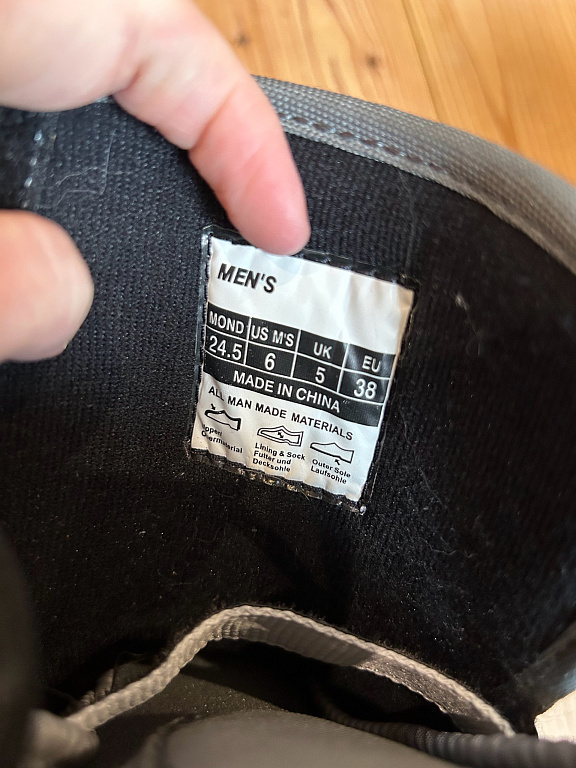 MEN'S
MOND US M'S UK EU
24.5 6 5 38
MADE IN CHINA
ALL MAN MADE MATERIALS
Lining & Sock
Futter und
Decksohle
Outer Sole
Laufsohle